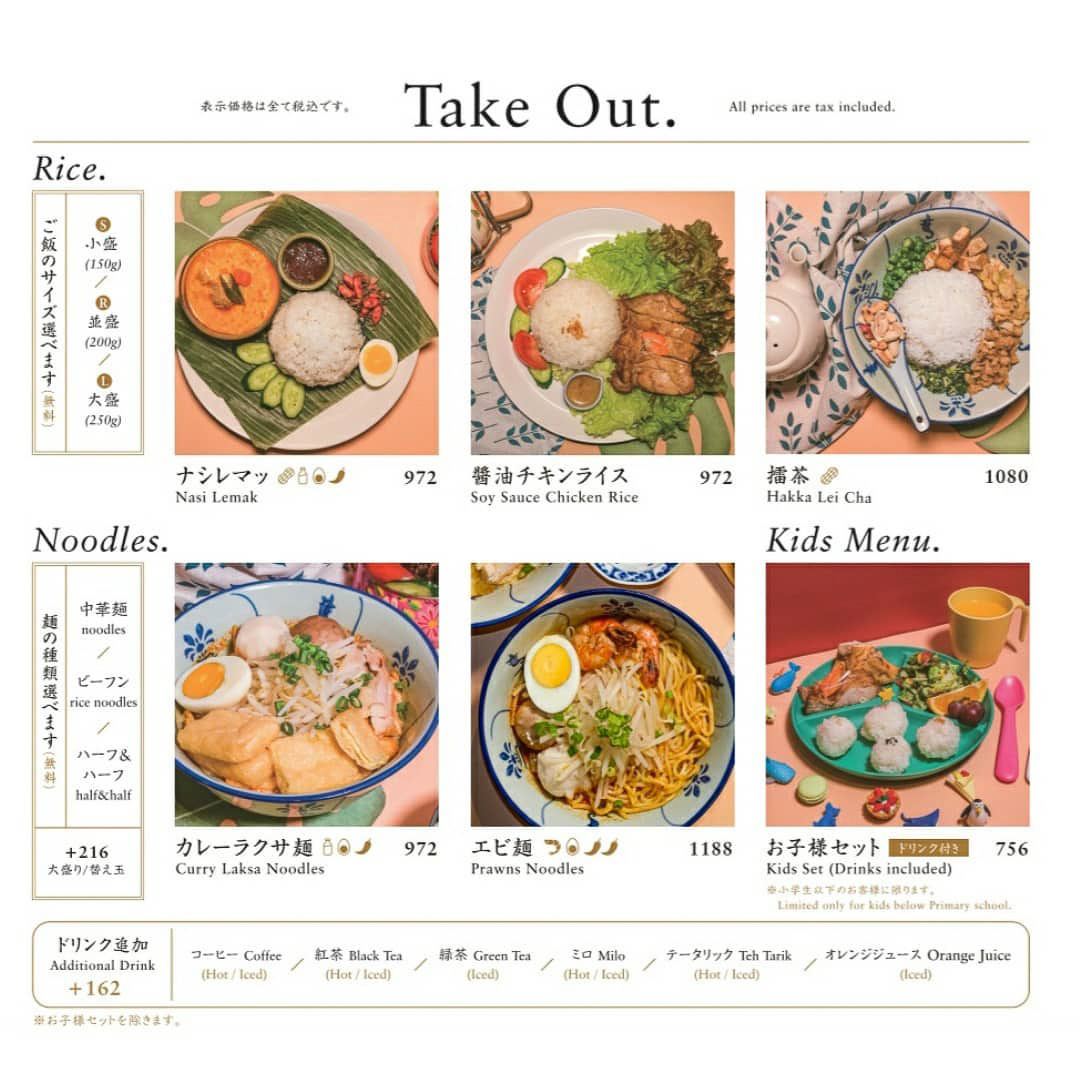 表示価格は全て税込です。
Take Out.
All prices are tax included.
Rice.
ご飯のサイズ選べます(無料)
S
小盛
(150g)
/
R
並盛
(200g)
/
L
大盛
(250g)
ナシレマッ 972
Nasi Lemak
醤油チキンライス 972
Soy Sauce Chicken Rice
擂茶 1080
Hakka Lei Cha
Noodles.
麺の種類選べます(無料)
中華麺
noodles
/
ビーフン
rice noodles
/
ハーフ&
ハーフ
half&half
+216
大盛り/替え玉
カレーラクサ麺 972
Curry Laksa Noodles
エビ麺 1188
Prawns Noodles
Kids Menu.
お子様セット ドリンク付き 756
Kids Set (Drinks included)
※小学生以下のお客様に限ります。
Limited only for kids below Primary school.
ドリンク追加
Additional Drink
+162
コーヒー Coffee / 紅茶 Black Tea / 緑茶 Green Tea / ミロ Milo / テータリック Teh Tarik / オレンジジュース Orange Juice
(Hot / Iced) (Hot / Iced) (Iced) (Hot / Iced) (Hot / Iced) (Iced)
※お子様セットを除きます。